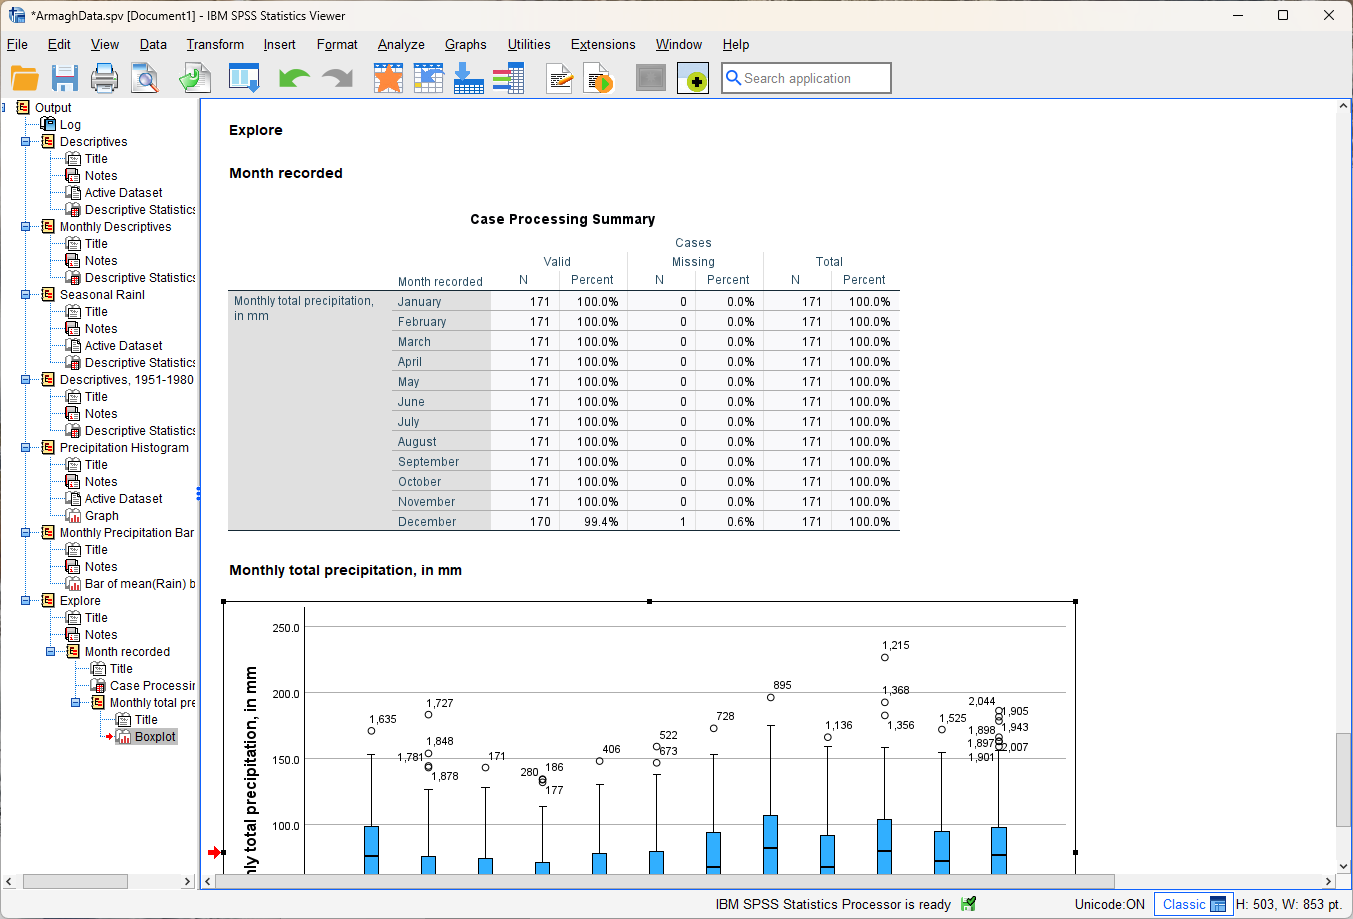 *ArmaghData.spv [Document1] - IBM SPSS Statistics Viewer
File Edit View Data Transform Insert Format Analyze Graphs Utilities Extensions Window Help
Search application
Output
Log
Descriptives
Title
Notes
Active Dataset
Descriptive Statistics
Monthly Descriptives
Title
Notes
Descriptive Statistics
Seasonal Rainl
Title
Notes
Active Dataset
Descriptive Statistics
Descriptives, 1951-1980
Title
Notes
Descriptive Statistics
Precipitation Histogram
Title
Notes
Active Dataset
Graph
Monthly Precipitation Bar
Title
Notes
Bar of mean(Rain) b
Explore
Title
Notes
Month recorded
Title
Case Processin
Monthly total pre
Title
Boxplot
Explore
Month recorded
Case Processing Summary
Cases
Valid Missing Total
Month recorded N Percent N Percent N Percent
Monthly total precipitation, in mm
January 171 100.0% 0 0.0% 171 100.0%
February 171 100.0% 0 0.0% 171 100.0%
March 171 100.0% 0 0.0% 171 100.0%
April 171 100.0% 0 0.0% 171 100.0%
May 171 100.0% 0 0.0% 171 100.0%
June 171 100.0% 0 0.0% 171 100.0%
July 171 100.0% 0 0.0% 171 100.0%
August 171 100.0% 0 0.0% 171 100.0%
September 171 100.0% 0 0.0% 171 100.0%
October 171 100.0% 0 0.0% 171 100.0%
November 171 100.0% 0 0.0% 171 100.0%
December 170 99.4% 1 0.6% 171 100.0%
Monthly total precipitation, in mm
hly total precipitation, in mm
250.0
200.0
150.0
100.0
1,635
1,727
1,848
1,781
1,878
171
280
186
177
406
522
673
728
895
1,136
1,215
1,368
1,356
1,525
2,044
1,905
1,898
1,943
1,897
2,007
1,901
IBM SPSS Statistics Processor is ready
Unicode:ON
Classic
H: 503, W: 853 pt.